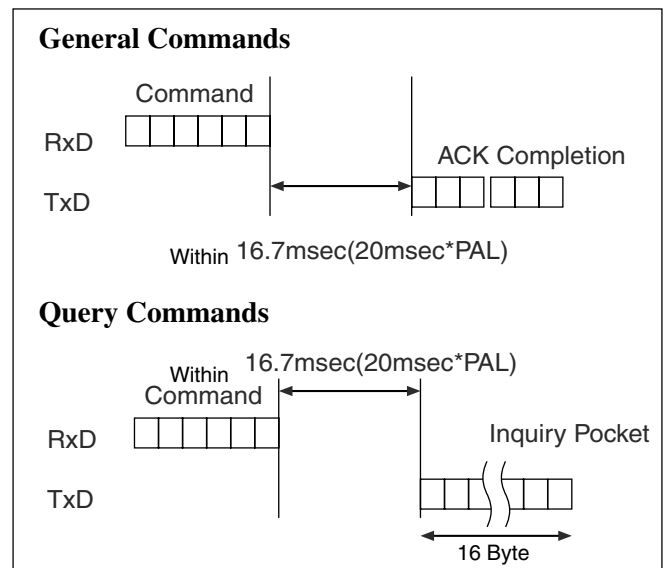 General Commands
Command
RxD
ACK Completion
TxD
Within 16.7msec(20msec*PAL)
Query Commands
Within 16.7msec(20msec*PAL)
Command
RxD
Inquiry Pocket
TxD
16 Byte